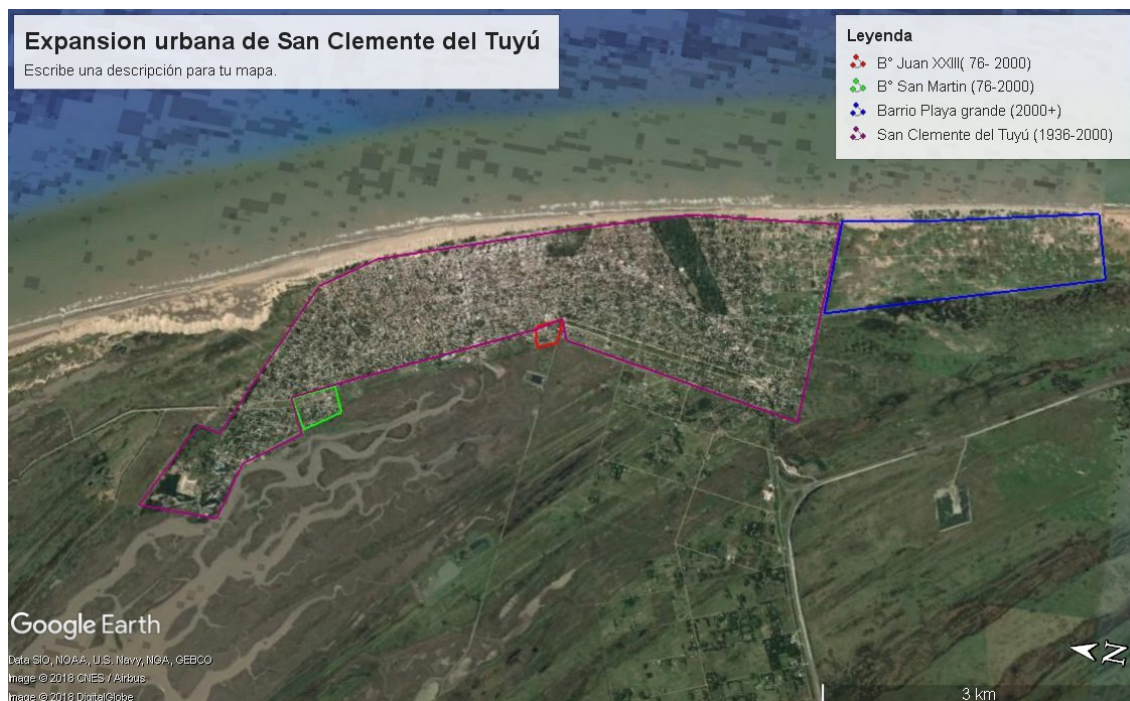 Expansion urbana de San Clemente del Tuyú
Escribe una descripción para tu mapa.
Leyenda
B° Juan XXIII( 76- 2000)
B° San Martin (76-2000)
Barrio Playa grande (2000+)
San Clemente del Tuyú (1936-2000)
Google Earth
Data SIO, NOAA, U.S. Navy, NGA, GEBCO
Image © 2018 CNES / Airbus
Image © 2018 DigitalGlobe
N
3 km